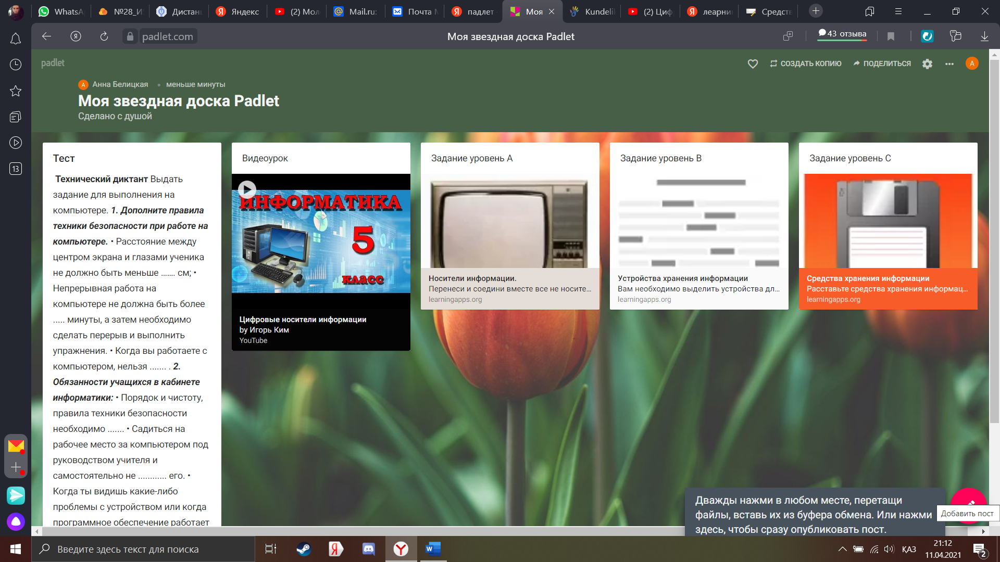 WhatsA
№28_И
Дистан
Яндекс
(2) Мол
Mail.ru:
Почта М
падлет
Моя
Kundelil
(2) Циф
леарни
Средств
padlet.com
Моя звездная доска Padlet
43 отзыва
padlet
СОЗДАТЬ КОПИЮ
ПОДЕЛИТЬСЯ
A
A Анна Белицкая • меньше минуты
Моя звездная доска Padlet
Сделано с душой
13
Тест
Технический диктант Выдать
задание для выполнения на
компьютере. 1. Дополните правила
техники безопасности при работе на
компьютере. • Расстояние между
центром экрана и глазами ученика
не должно быть меньше ....... см; •
Непрерывная работа на
компьютере не должна быть более
..... минуты, а затем необходимо
сделать перерыв и выполнить
упражнения. • Когда вы работаете с
компьютером, нельзя ....... . 2.
Обязанности учащихся в кабинете
информатики: • Порядок и чистоту,
правила техники безопасности
необходимо ....... • Садиться на
рабочее место за компьютером под
руководством учителя и
самостоятельно не ............ его. •
Когда ты видишь какие-либо
проблемы с устройством или когда
программное обеспечение работает
Видеоурок
ИНФОРМАТИКА
5
класс
Цифровые носители информации
by Игорь Ким
YouTube
Задание уровень А
Носители информации.
Перенеси и соедини вместе все не носите...
learningapps.org
Задание уровень В
Устройства хранения информации
Вам необходимо выделить устройства дл...
learningapps.org
Задание уровень С
Средства хранения информации
Расставьте средства хранения информац...
learningapps.org
Дважды нажми в любом месте, перетащи
файлы, вставь их из буфера обмена. Или нажми
здесь, чтобы сразу опубликовать пост.
Добавить пост
Введите здесь текст для поиска
ҚАЗ
21:12
11.04.2021
2